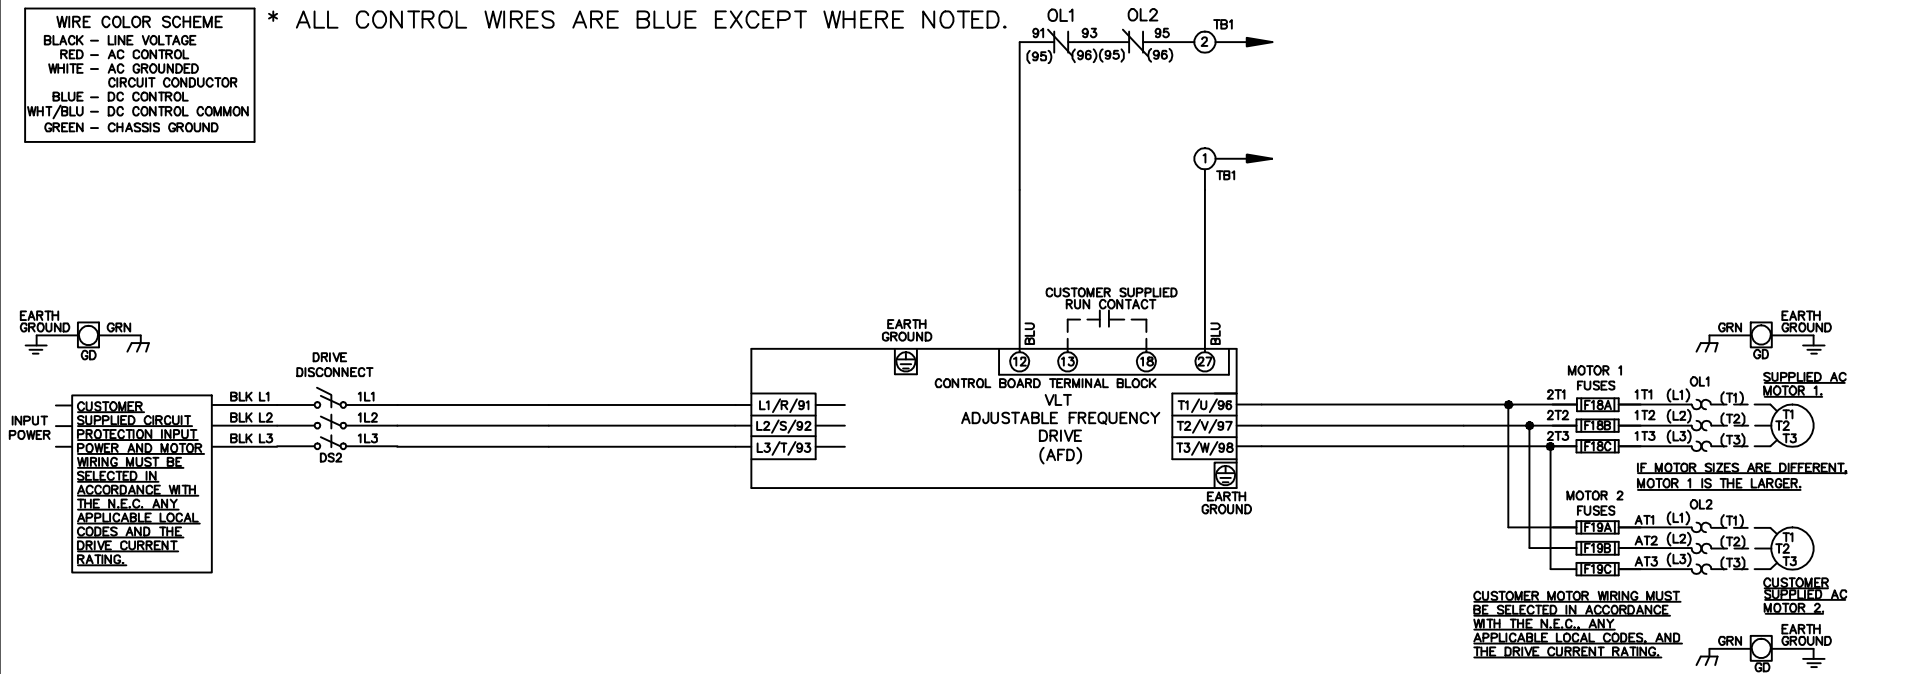 WIRE COLOR SCHEME
BLACK – LINE VOLTAGE
RED – AC CONTROL
WHITE – AC GROUNDED
CIRCUIT CONDUCTOR
BLUE – DC CONTROL
WHT/BLU – DC CONTROL COMMON
GREEN – CHASSIS GROUND
* ALL CONTROL WIRES ARE BLUE EXCEPT WHERE NOTED.
OL1 OL2
91 93 95
(95) (96)(95) (96)
2
TB1
1
TB1
CUSTOMER SUPPLIED
RUN CONTACT
BLU
BLU
12 13 18 27
CONTROL BOARD TERMINAL BLOCK
VLT
ADJUSTABLE FREQUENCY
DRIVE
(AFD)
EARTH
GROUND
L1/R/91
L2/S/92
L3/T/93
T1/U/96
T2/V/97
T3/W/98
EARTH
GROUND
EARTH
GROUND
GRN
GD
DRIVE
DISCONNECT
BLK L1 1L1
BLK L2 1L2
BLK L3 1L3
DS2
INPUT
POWER
CUSTOMER
SUPPLIED CIRCUIT
PROTECTION INPUT
POWER AND MOTOR
WIRING MUST BE
SELECTED IN
ACCORDANCE WITH
THE N.E.C. ANY
APPLICABLE LOCAL
CODES AND THE
DRIVE CURRENT
RATING.
GRN
EARTH
GROUND
GD
MOTOR 1
FUSES
OL1
SUPPLIED AC
MOTOR 1.
2T1 F18A 1T1 (L1) (T1) T1
2T2 F18B 1T2 (L2) (T2) T2
2T3 F18C 1T3 (L3) (T3) T3
IF MOTOR SIZES ARE DIFFERENT,
MOTOR 1 IS THE LARGER.
MOTOR 2
FUSES
OL2
F19A AT1 (L1) (T1) T1
F19B AT2 (L2) (T2) T2
F19C AT3 (L3) (T3) T3
CUSTOMER
SUPPLIED AC
MOTOR 2.
CUSTOMER MOTOR WIRING MUST
BE SELECTED IN ACCORDANCE
WITH THE N.E.C., ANY
APPLICABLE LOCAL CODES, AND
THE DRIVE CURRENT RATING.
GRN
EARTH
GROUND
GD